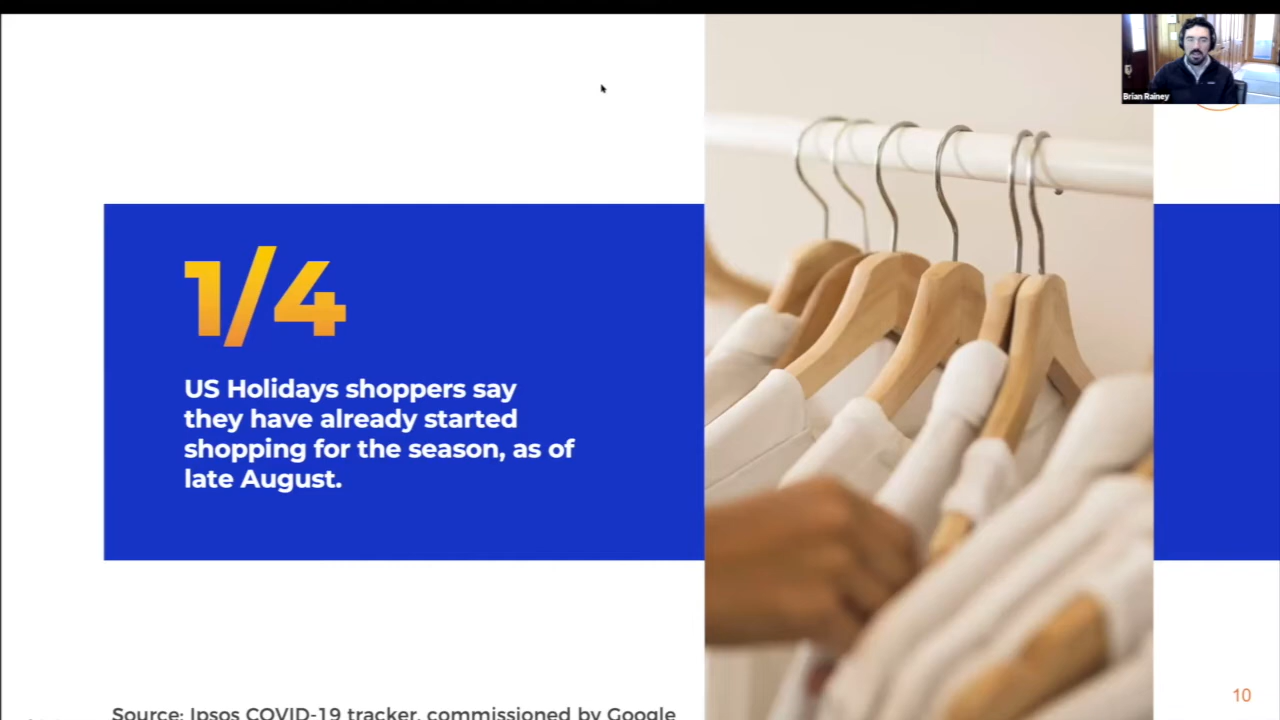 Brian Rainey
1/4
US Holidays shoppers say
they have already started
shopping for the season, as of
late August.
Source: Ipsos COVID-19 tracker, commissioned by Google
10